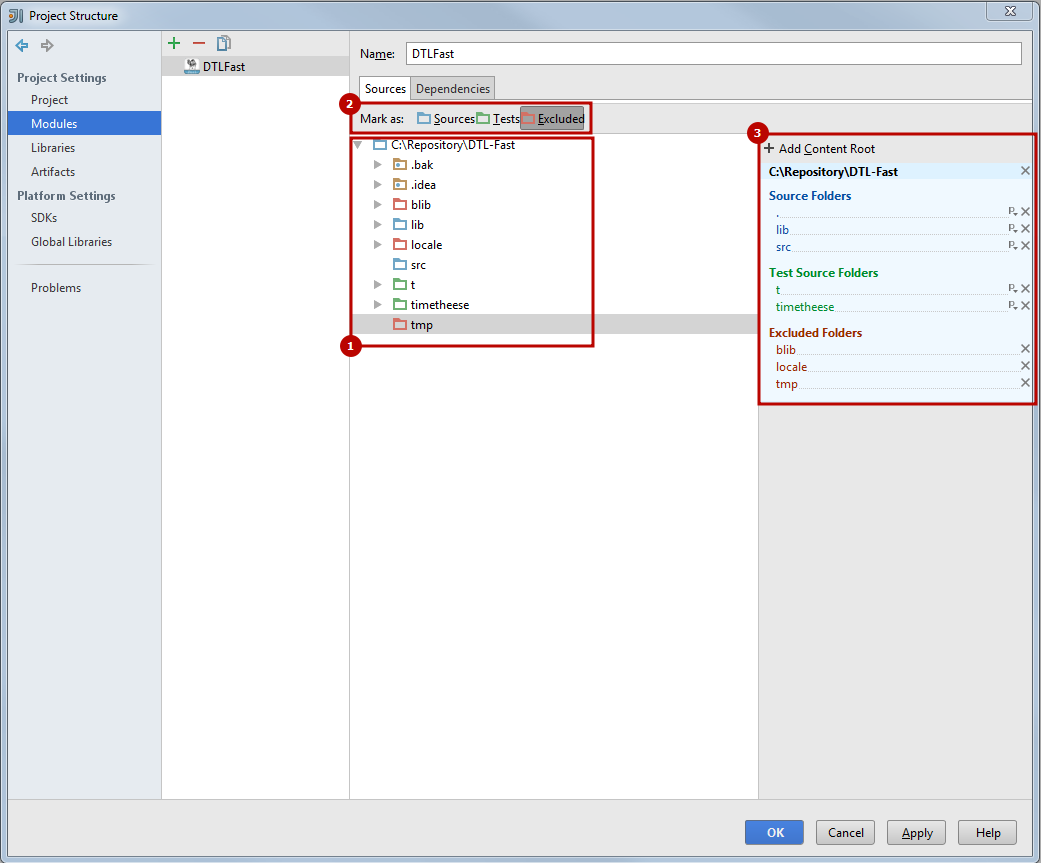 Project Structure
Project Settings
Project
Modules
Libraries
Artifacts
Platform Settings
SDKs
Global Libraries
Problems
DTLFast
Name: DTLFast
Sources Dependencies
2
Mark as: Sources Tests Excluded
C:\Repository\DTL-Fast
.bak
.idea
blib
lib
locale
src
t
timetheese
tmp
1
3
Add Content Root
C:\Repository\DTL-Fast
Source Folders
.
lib
src
Test Source Folders
t
timetheese
Excluded Folders
blib
locale
tmp
OK Cancel Apply Help